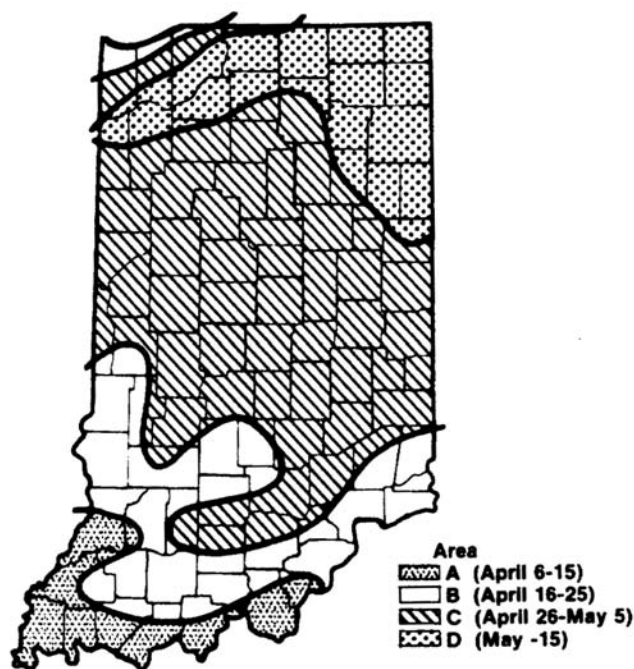 Area
A (April 6-15)
B (April 16-25)
C (April 26-May 5)
D (May -15)